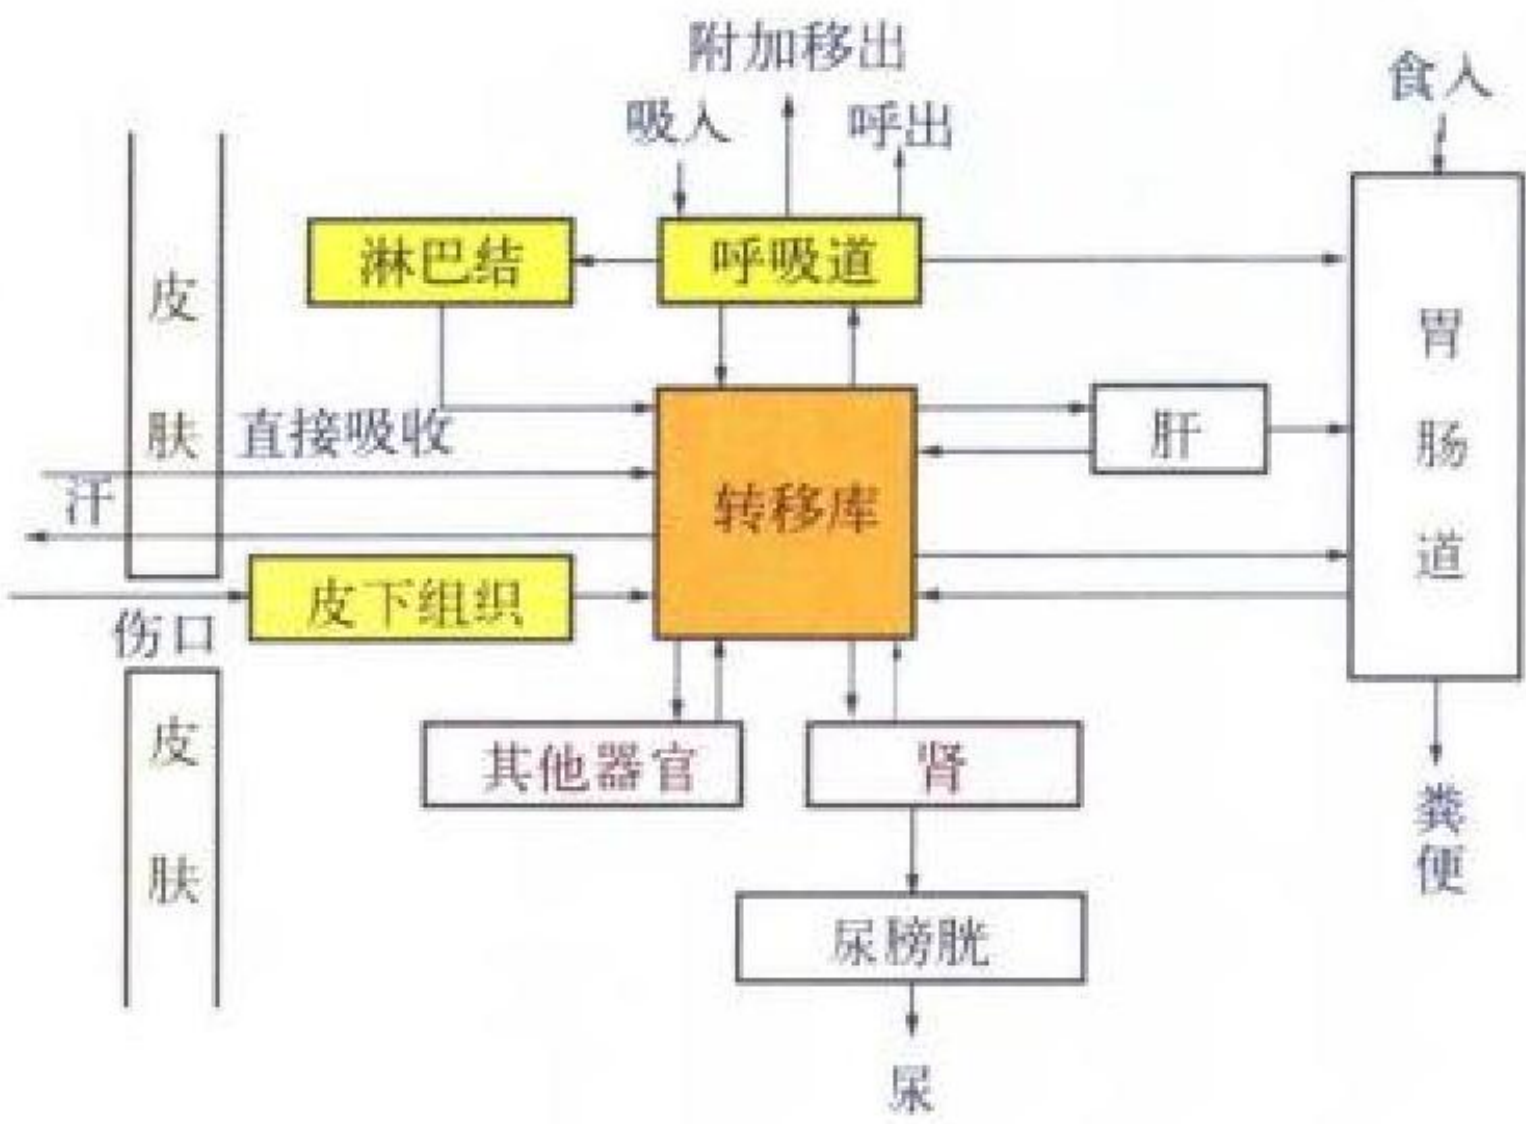 附加移出
吸入
呼出
食入
淋巴结
呼吸道
皮肤
直接吸收
肝
胃肠道
汗
转移库
皮下组织
伤口
皮肤
其他器官
肾
粪便
尿膀胱
尿